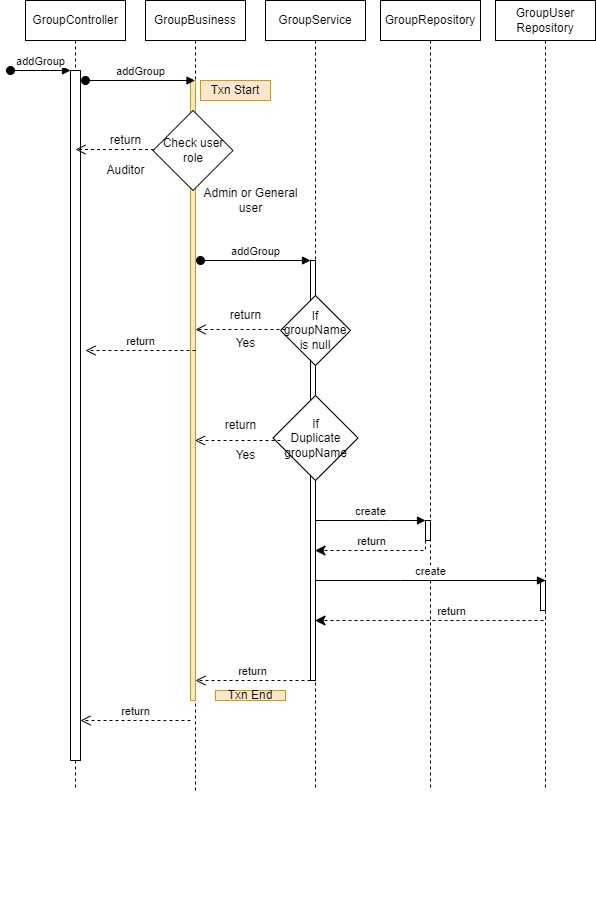 GroupController
GroupBusiness
GroupService
GroupRepository
GroupUser
Repository
addGroup
addGroup
Txn Start
return
Check user
role
Auditor
Admin or General
user
addGroup
return
If
groupName
is null
Yes
return
return
If
Duplicate
groupName
Yes
create
return
create
return
return
Txn End
return